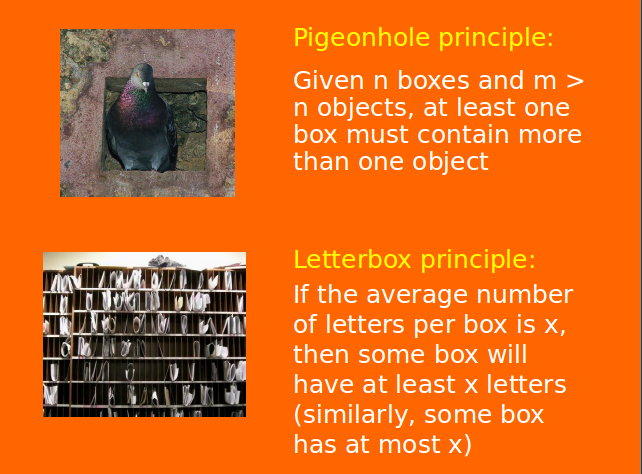 Pigeonhole principle:
Given n boxes and m >
n objects, at least one
box must contain more
than one object
Letterbox principle:
If the average number
of letters per box is x,
then some box will
have at least x letters
(similarly, some box
has at most x)